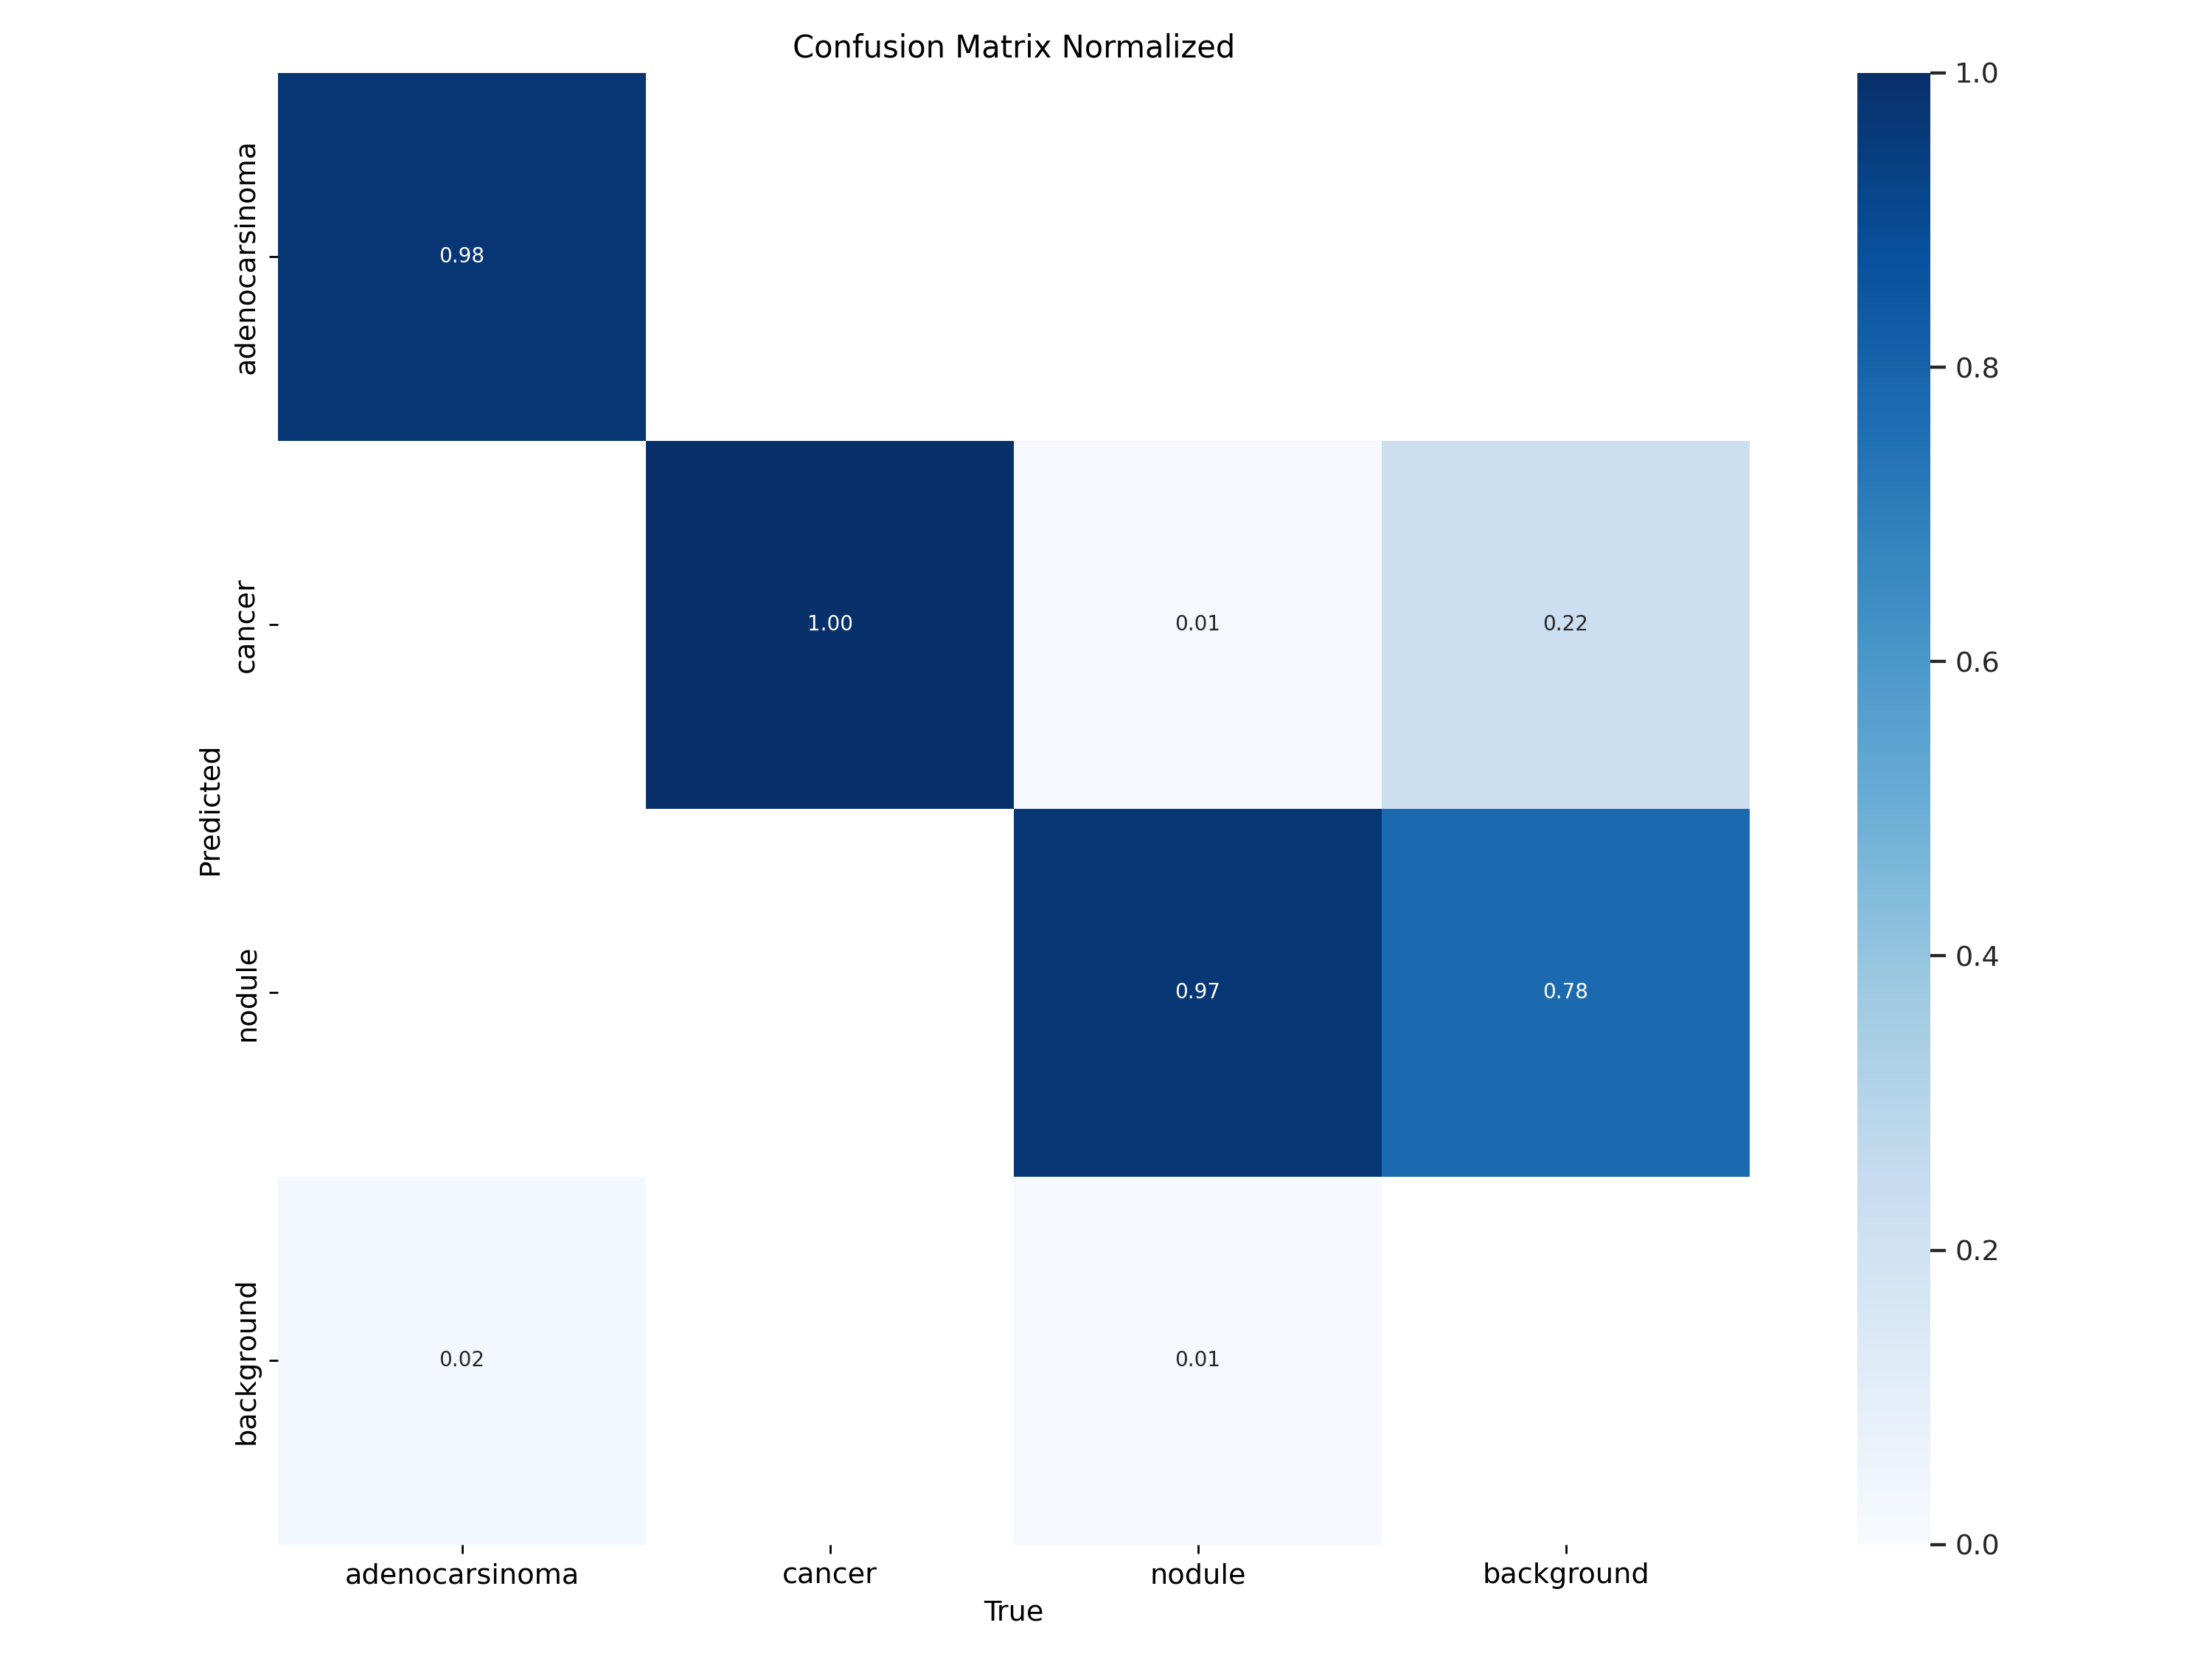 Confusion Matrix Normalized
adenocarsinoma
cancer
nodule
background
Predicted
0.98
1.00
0.01
0.22
0.97
0.78
0.02
0.01
adenocarsinoma
cancer
nodule
background
True
1.0
0.8
0.6
0.4
0.2
0.0